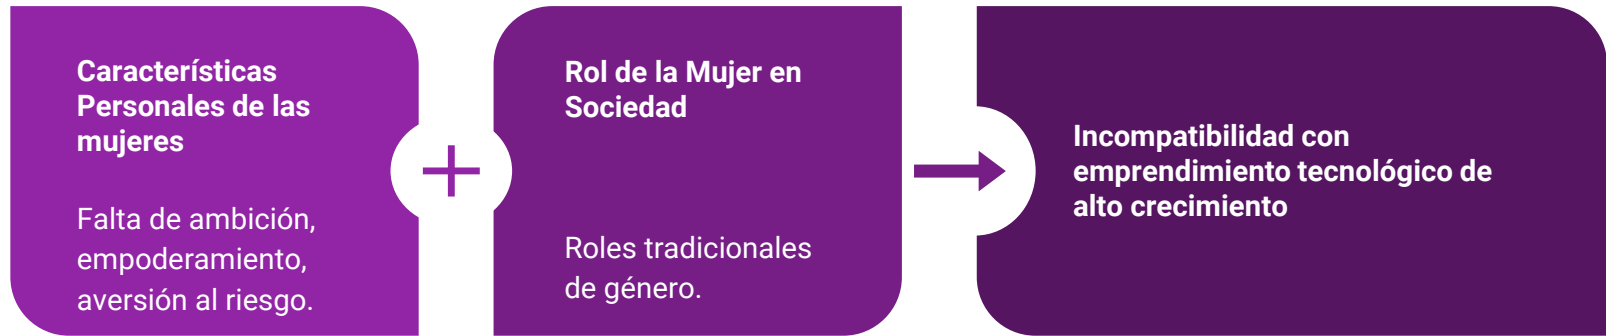 Características
Personales de las
mujeres
Falta de ambición,
empoderamiento,
aversión al riesgo.
Rol de la Mujer en
Sociedad
Roles tradicionales
de género.
Incompatibilidad con
emprendimiento tecnológico de
alto crecimiento